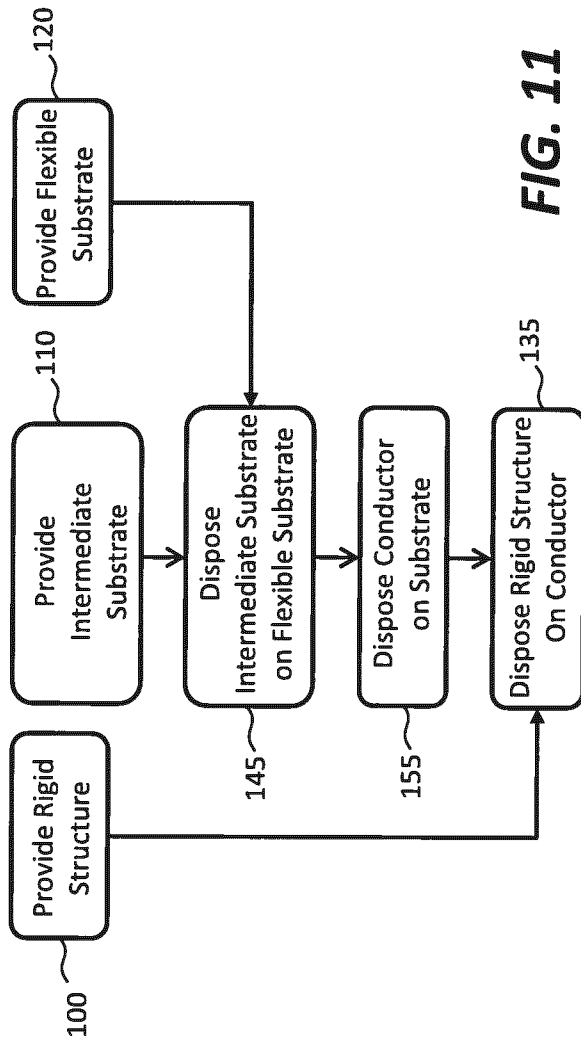 100
Provide Rigid
Structure
110
Provide
Intermediate
Substrate
120
Provide Flexible
Substrate
145
Dispose
Intermediate Substrate
on Flexible Substrate
155
Dispose Conductor
on Substrate
135
Dispose Rigid Structure
On Conductor
FIG. 11